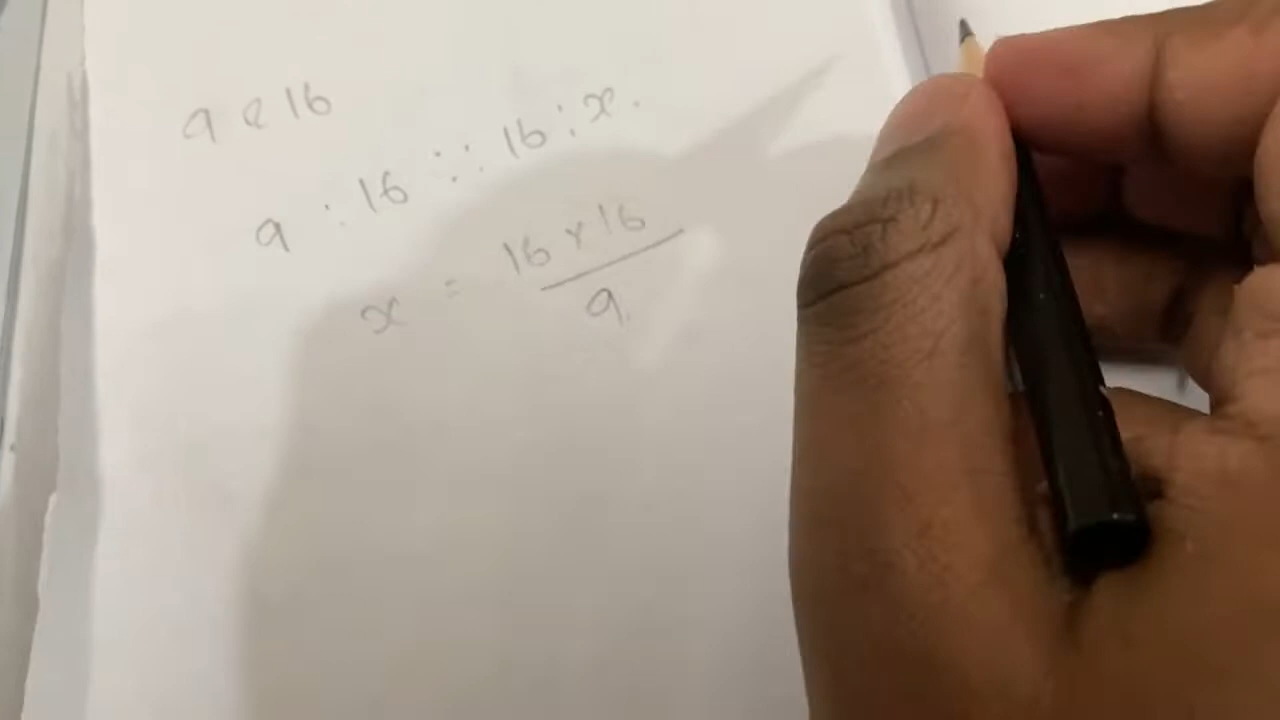 9 & 16
9 : 16 :: 16 : x.
x = 16 × 16
9.